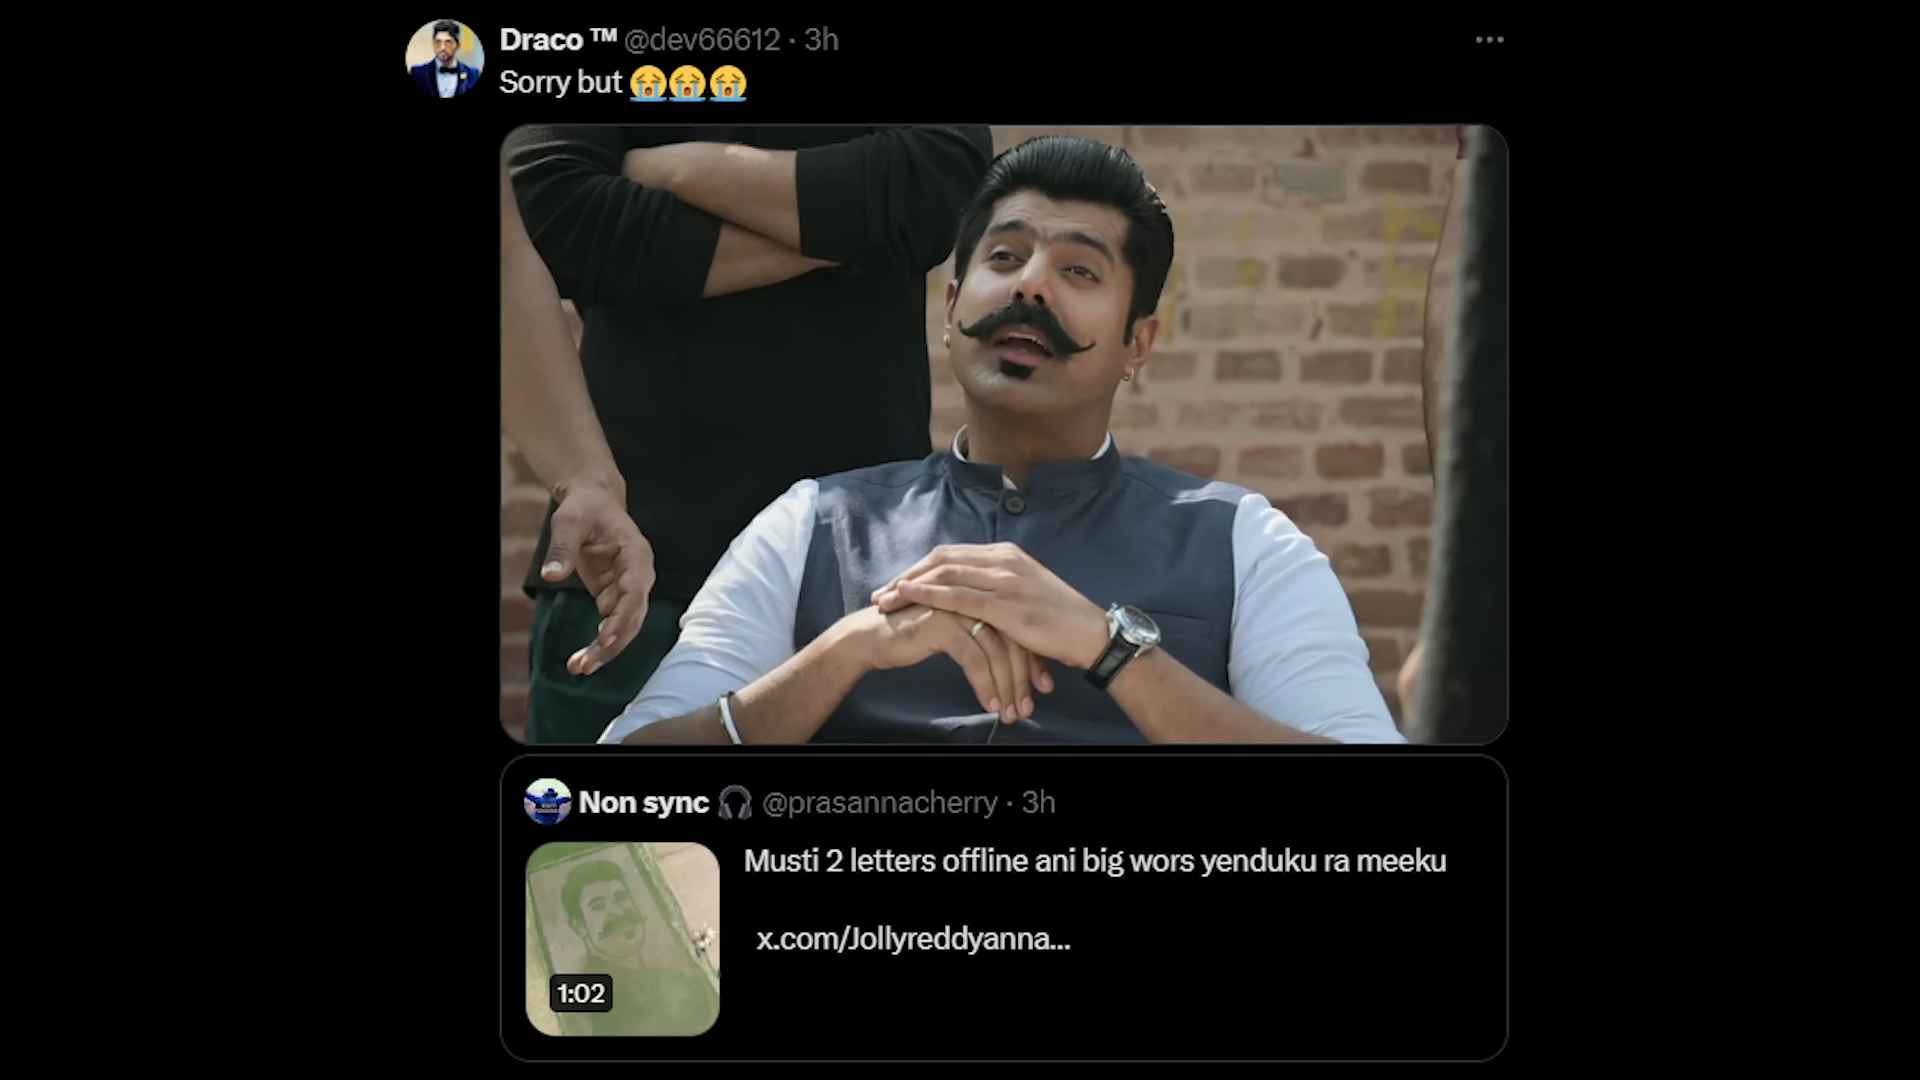 Draco ™ @dev66612 · 3h
Sorry but 😭😭😭
Non sync 🎧 @prasannacherry · 3h
Musti 2 letters offline ani big wors yenduku ra meeku
x.com/Jollyreddyanna...
1:02